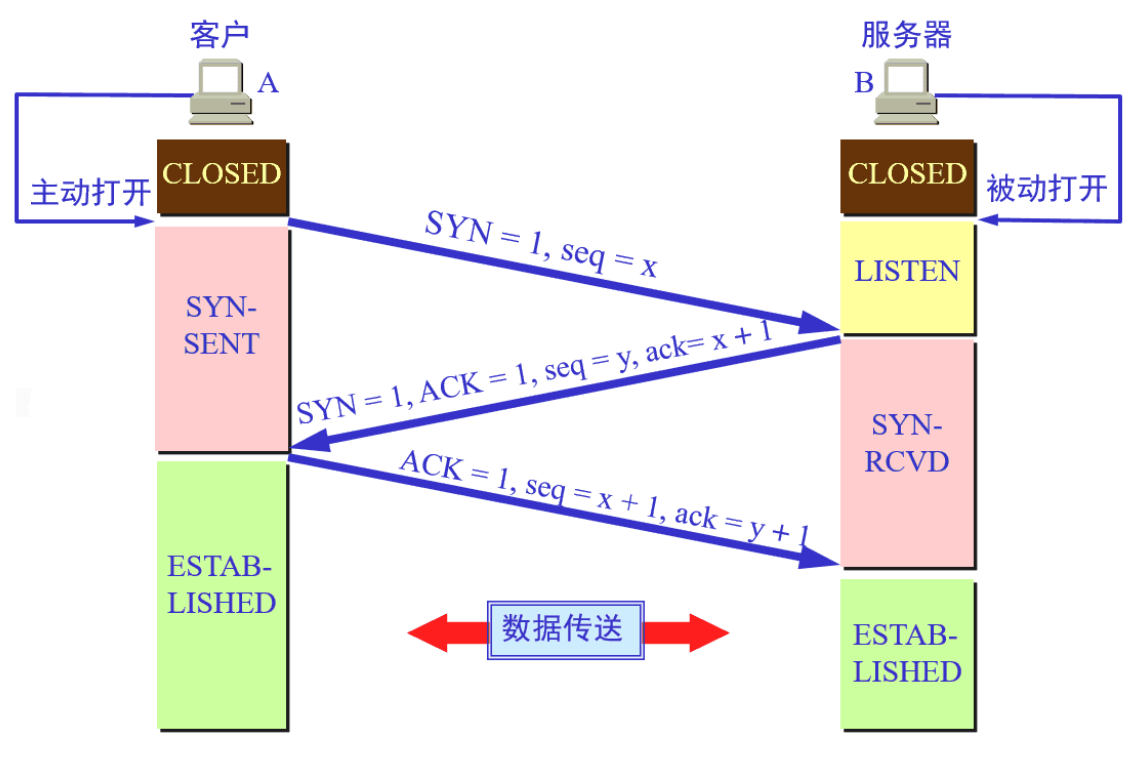 客户
服务器
A
B
CLOSED
CLOSED
主动打开
被动打开
SYN = 1, seq = x
LISTEN
SYN-
SENT
SYN = 1, ACK = 1, seq = y, ack= x + 1
SYN-
RCVD
ACK = 1, seq = x + 1, ack = y + 1
ESTAB-
LISHED
数据传送
ESTAB-
LISHED